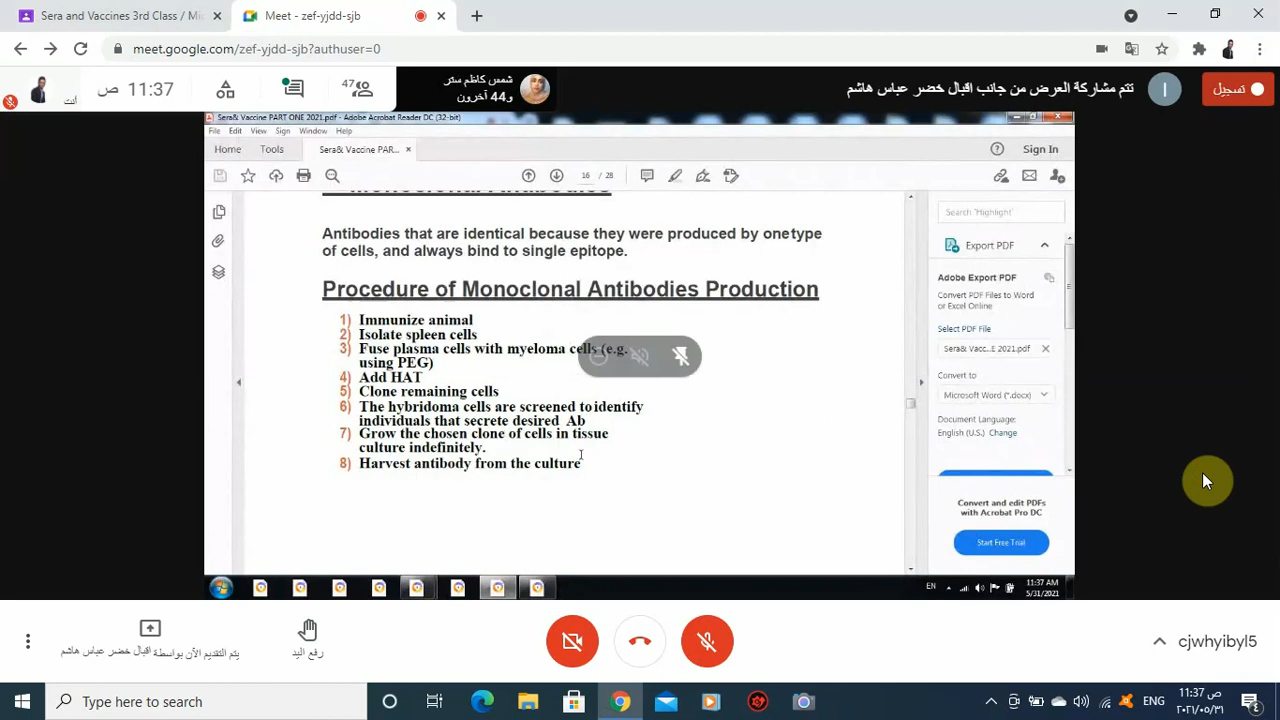 Sera and Vaccines 3rd Class / Mi
Meet - zef-yjdd-sjb
meet.google.com/zef-yjdd-sjb?authuser=0
أنت
11:37 ص
47
شمس كاظم ستر
و44 آخرون
تتم مشاركة العرض من جانب اقبال خضر عباس هاشم
ا
تسجيل
Sera& Vaccine PART ONE 2021.pdf - Adobe Acrobat Reader DC (32-bit)
File Edit View Sign Window Help
Home Tools Sera& Vaccine PAR... Sign In
16 / 28
Monoclonal Antibodies
Antibodies that are identical because they were produced by onetype
of cells, and always bind to single epitope.
Procedure of Monoclonal Antibodies Production
1) Immunize animal
2) Isolate spleen cells
3) Fuse plasma cells with myeloma cells (e.g.
using PEG)
4) Add HAT
5) Clone remaining cells
6) The hybridoma cells are screened to identify
individuals that secrete desired Ab
7) Grow the chosen clone of cells in tissue
culture indefinitely.
8) Harvest antibody from the culture
Search "Highlight"
Export PDF
Adobe Export PDF
Convert PDF Files to Word
or Excel Online
Select PDF File
Sera& Vacc...E 2021.pdf
Convert to
Microsoft Word (*.docx)
Document Language:
English (U.S.) Change
Convert and edit PDFs
with Acrobat Pro DC
Start Free Trial
EN
11:37 AM
5/31/2021
يتم التقديم الآن بواسطة اقبال خضر عباس هاشم
رفع اليد
cjwhyibyl5
Type here to search
ENG
11:37 ص
٢٠٢١/٠٥/٣١